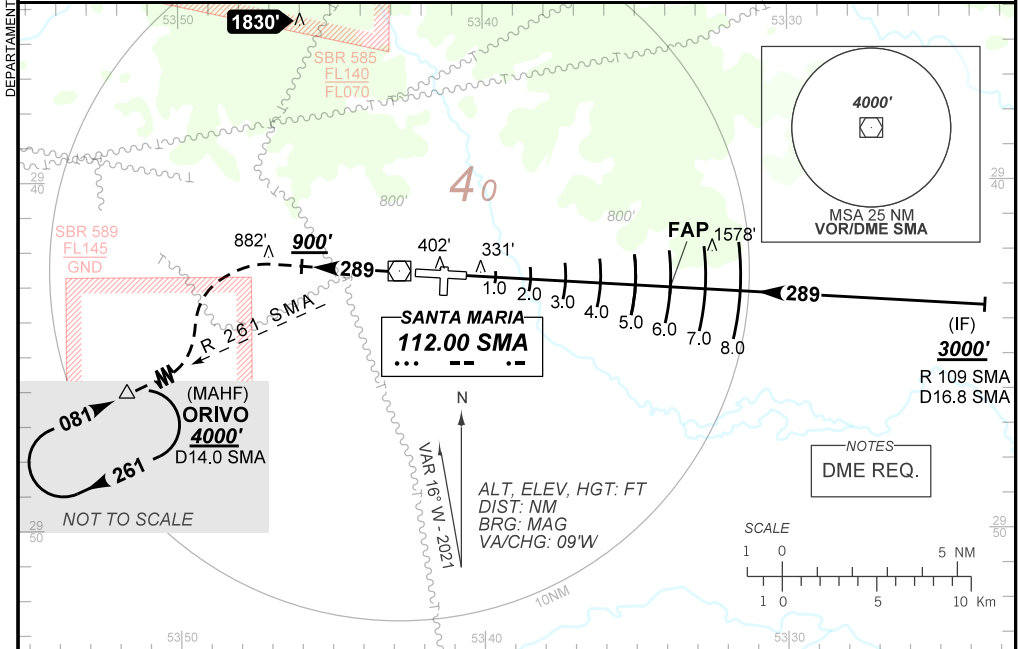 DEPARTAMENT
53 50
53 40
53 30
1830'
SBR 585
FL140
FL070
4000'
MSA 25 NM
VOR/DME SMA
29
40
29
40
40
800'
800'
SBR 589
FL145
GND
882'
900'
289
402'
331'
FAP
1578'
289
1.0
2.0
3.0
4.0
5.0
6.0
7.0
8.0
R 261 SMA
SANTA MARIA
112.00 SMA
(IF)
3000'
R 109 SMA
D16.8 SMA
(MAHF)
ORIVO
4000'
D14.0 SMA
081
261
NOT TO SCALE
N
VAR 16° W - 2021
ALT, ELEV, HGT: FT
DIST: NM
BRG: MAG
VA/CHG: 09'W
NOTES
DME REQ.
SCALE
1 0 5 NM
1 0 5 10 Km
29
50
29
50
10NM
53 50
53 40
53 30